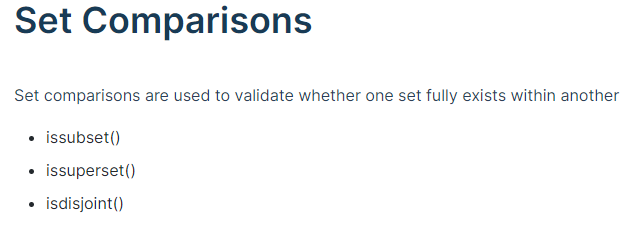 Set Comparisons
Set comparisons are used to validate whether one set fully exists within another
• issubset()
• issuperset()
• isdisjoint()